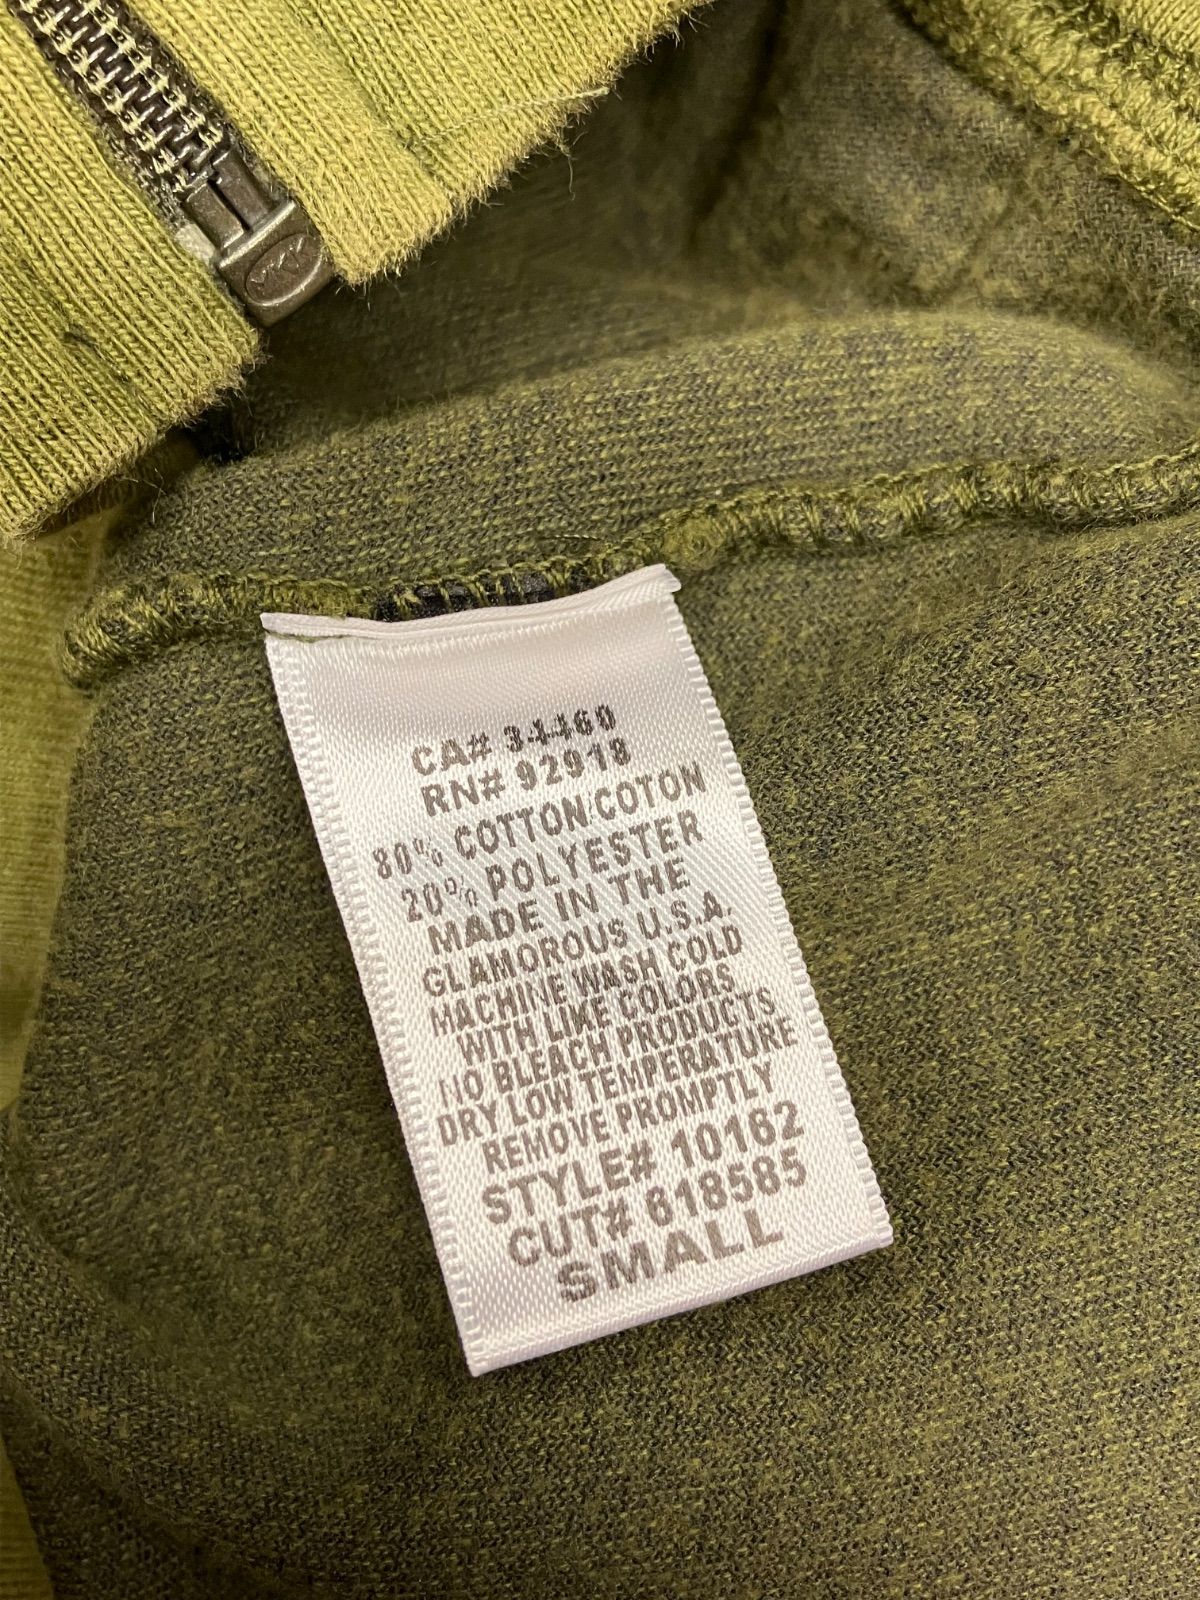 YKK
CA# 34460
RN# 92918
80% COTTON/COTON
20% POLYESTER
MADE IN THE
GLAMOROUS U.S.A.
MACHINE WASH COLD
WITH LIKE COLORS
NO BLEACH PRODUCTS
DRY LOW TEMPERATURE
REMOVE PROMPTLY
STYLE# 10162
CUT# 618585
SMALL